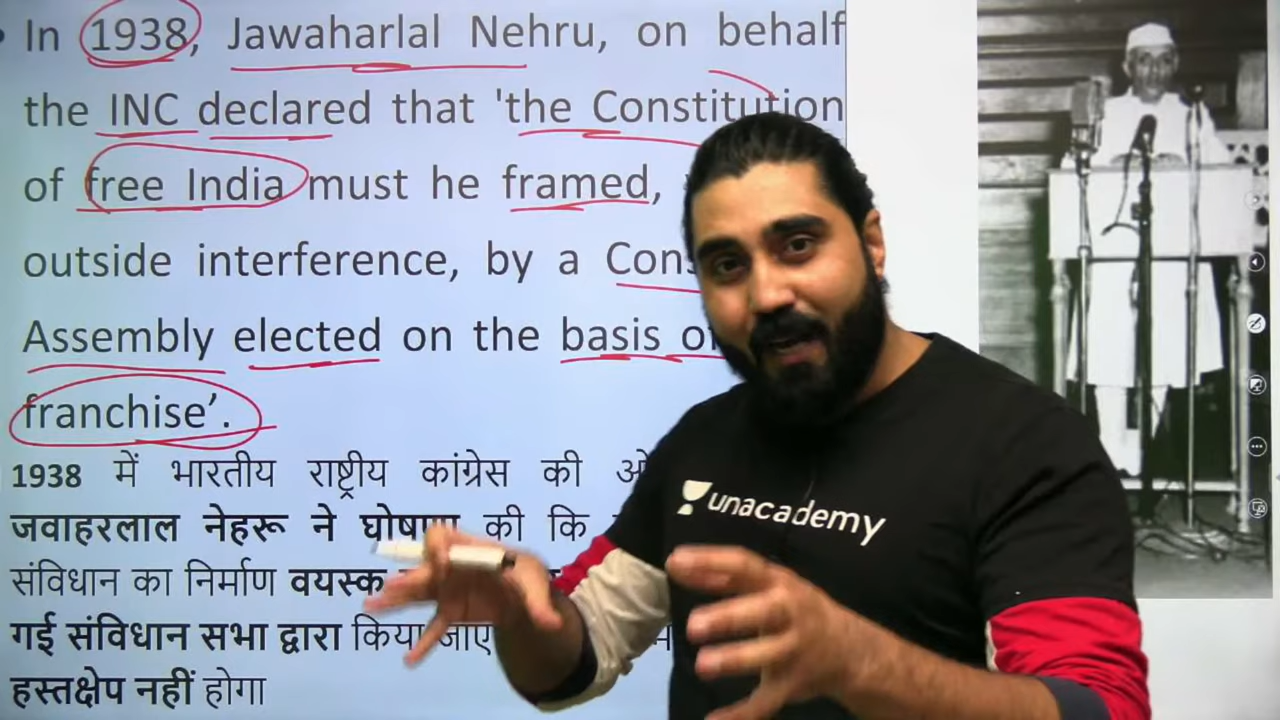 In 1938, Jawaharlal Nehru, on behalf
the INC declared that 'the Constitution
of free India must he framed,
outside interference, by a Cons
Assembly elected on the basis of
franchise’.
1938 में भारतीय राष्ट्रीय कांग्रेस की
जवाहरलाल नेहरू ने घोषणा की कि
संविधान का निर्माण वयस्क
गई संविधान सभा द्वारा किया जाए
हस्तक्षेप नहीं होगा
unacademy